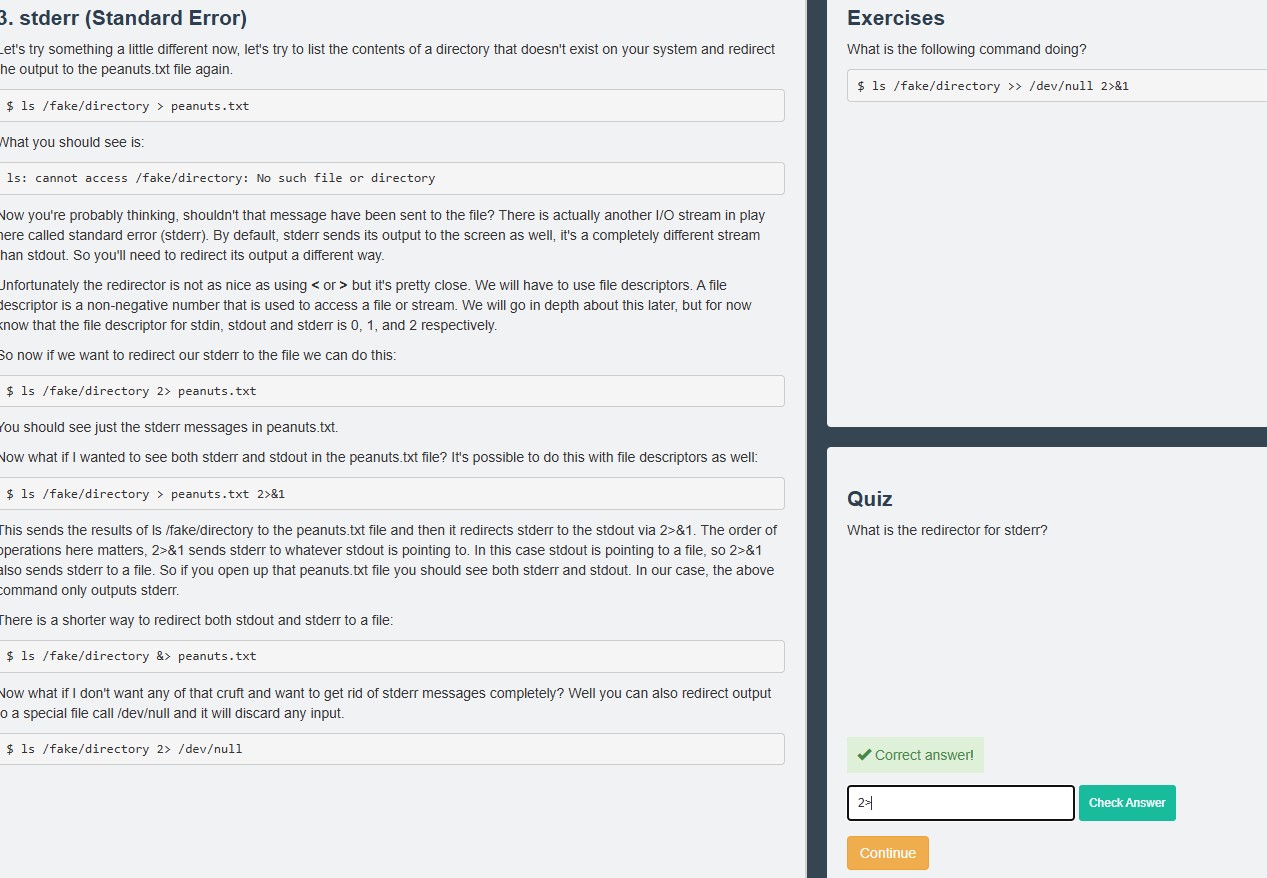 3. stderr (Standard Error)
Let's try something a little different now, let's try to list the contents of a directory that doesn't exist on your system and redirect
the output to the peanuts.txt file again.
$ ls /fake/directory > peanuts.txt
What you should see is:
ls: cannot access /fake/directory: No such file or directory
Now you're probably thinking, shouldn't that message have been sent to the file? There is actually another I/O stream in play
here called standard error (stderr). By default, stderr sends its output to the screen as well, it's a completely different stream
than stdout. So you'll need to redirect its output a different way.
Unfortunately the redirector is not as nice as using < or > but it's pretty close. We will have to use file descriptors. A file
descriptor is a non-negative number that is used to access a file or stream. We will go in depth about this later, but for now
know that the file descriptor for stdin, stdout and stderr is 0, 1, and 2 respectively.
So now if we want to redirect our stderr to the file we can do this:
$ ls /fake/directory 2> peanuts.txt
You should see just the stderr messages in peanuts.txt.
Now what if I wanted to see both stderr and stdout in the peanuts.txt file? It's possible to do this with file descriptors as well:
$ ls /fake/directory > peanuts.txt 2>&1
This sends the results of ls /fake/directory to the peanuts.txt file and then it redirects stderr to the stdout via 2>&1. The order of
operations here matters, 2>&1 sends stderr to whatever stdout is pointing to. In this case stdout is pointing to a file, so 2>&1
also sends stderr to a file. So if you open up that peanuts.txt file you should see both stderr and stdout. In our case, the above
command only outputs stderr.
There is a shorter way to redirect both stdout and stderr to a file:
$ ls /fake/directory &> peanuts.txt
Now what if I don't want any of that cruft and want to get rid of stderr messages completely? Well you can also redirect output
to a special file call /dev/null and it will discard any input.
$ ls /fake/directory 2> /dev/null
Exercises
What is the following command doing?
$ ls /fake/directory >> /dev/null 2>&1
Quiz
What is the redirector for stderr?
Correct answer!
2>
Check Answer
Continue